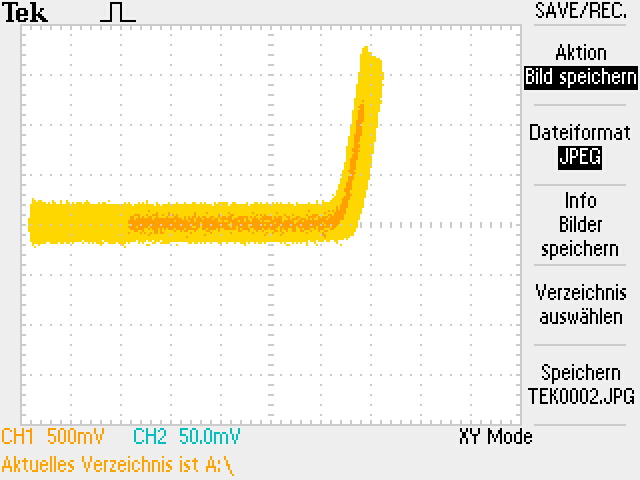 Tek
SAVE/REC.
Aktion
Bild speichern
Dateiformat
JPEG
Info
Bilder
speichern
Verzeichnis
auswählen
Speichern
TEK0002.JPG
CH1 500mV CH2 50.0mV XY Mode
Aktuelles Verzeichnis ist A:\